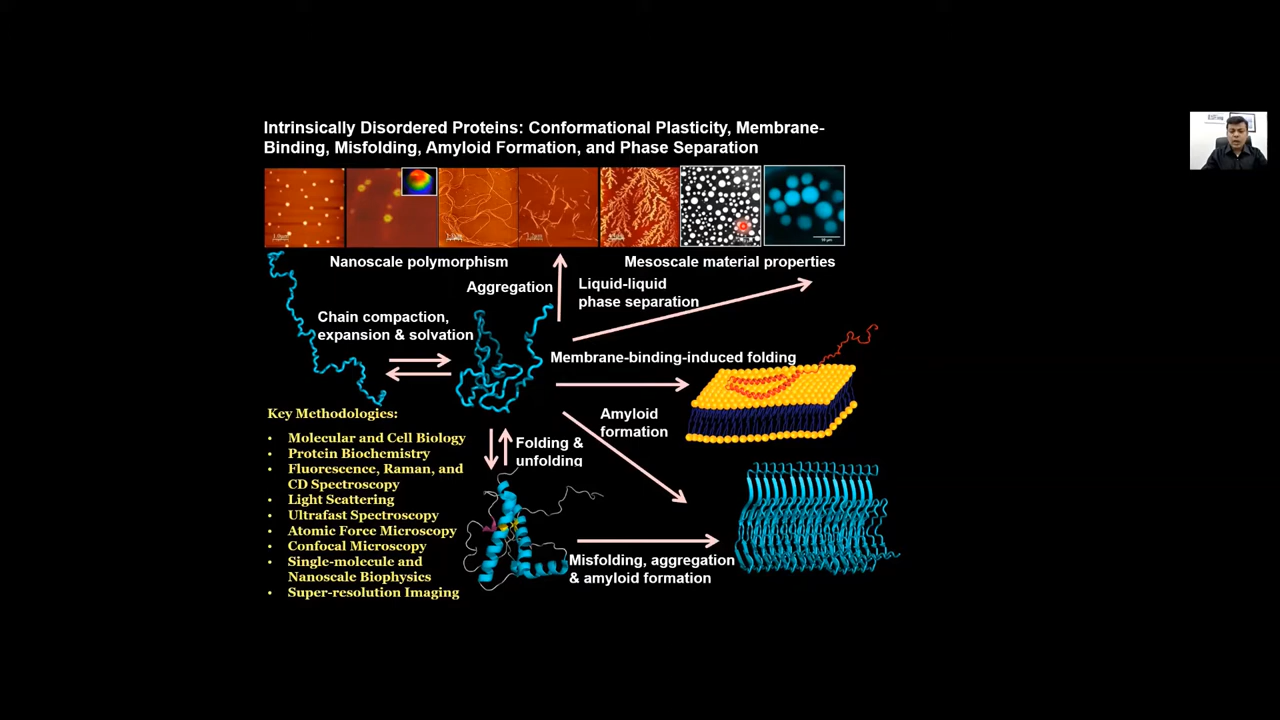 Intrinsically Disordered Proteins: Conformational Plasticity, Membrane-
Binding, Misfolding, Amyloid Formation, and Phase Separation
Nanoscale polymorphism
Mesoscale material properties
Aggregation
Liquid-liquid
phase separation
Chain compaction,
expansion & solvation
Membrane-binding-induced folding
Amyloid
formation
Folding &
unfolding
Misfolding, aggregation
& amyloid formation
Key Methodologies:
• Molecular and Cell Biology
• Protein Biochemistry
• Fluorescence, Raman, and
CD Spectroscopy
• Light Scattering
• Ultrafast Spectroscopy
• Atomic Force Microscopy
• Confocal Microscopy
• Single-molecule and
Nanoscale Biophysics
• Super-resolution Imaging